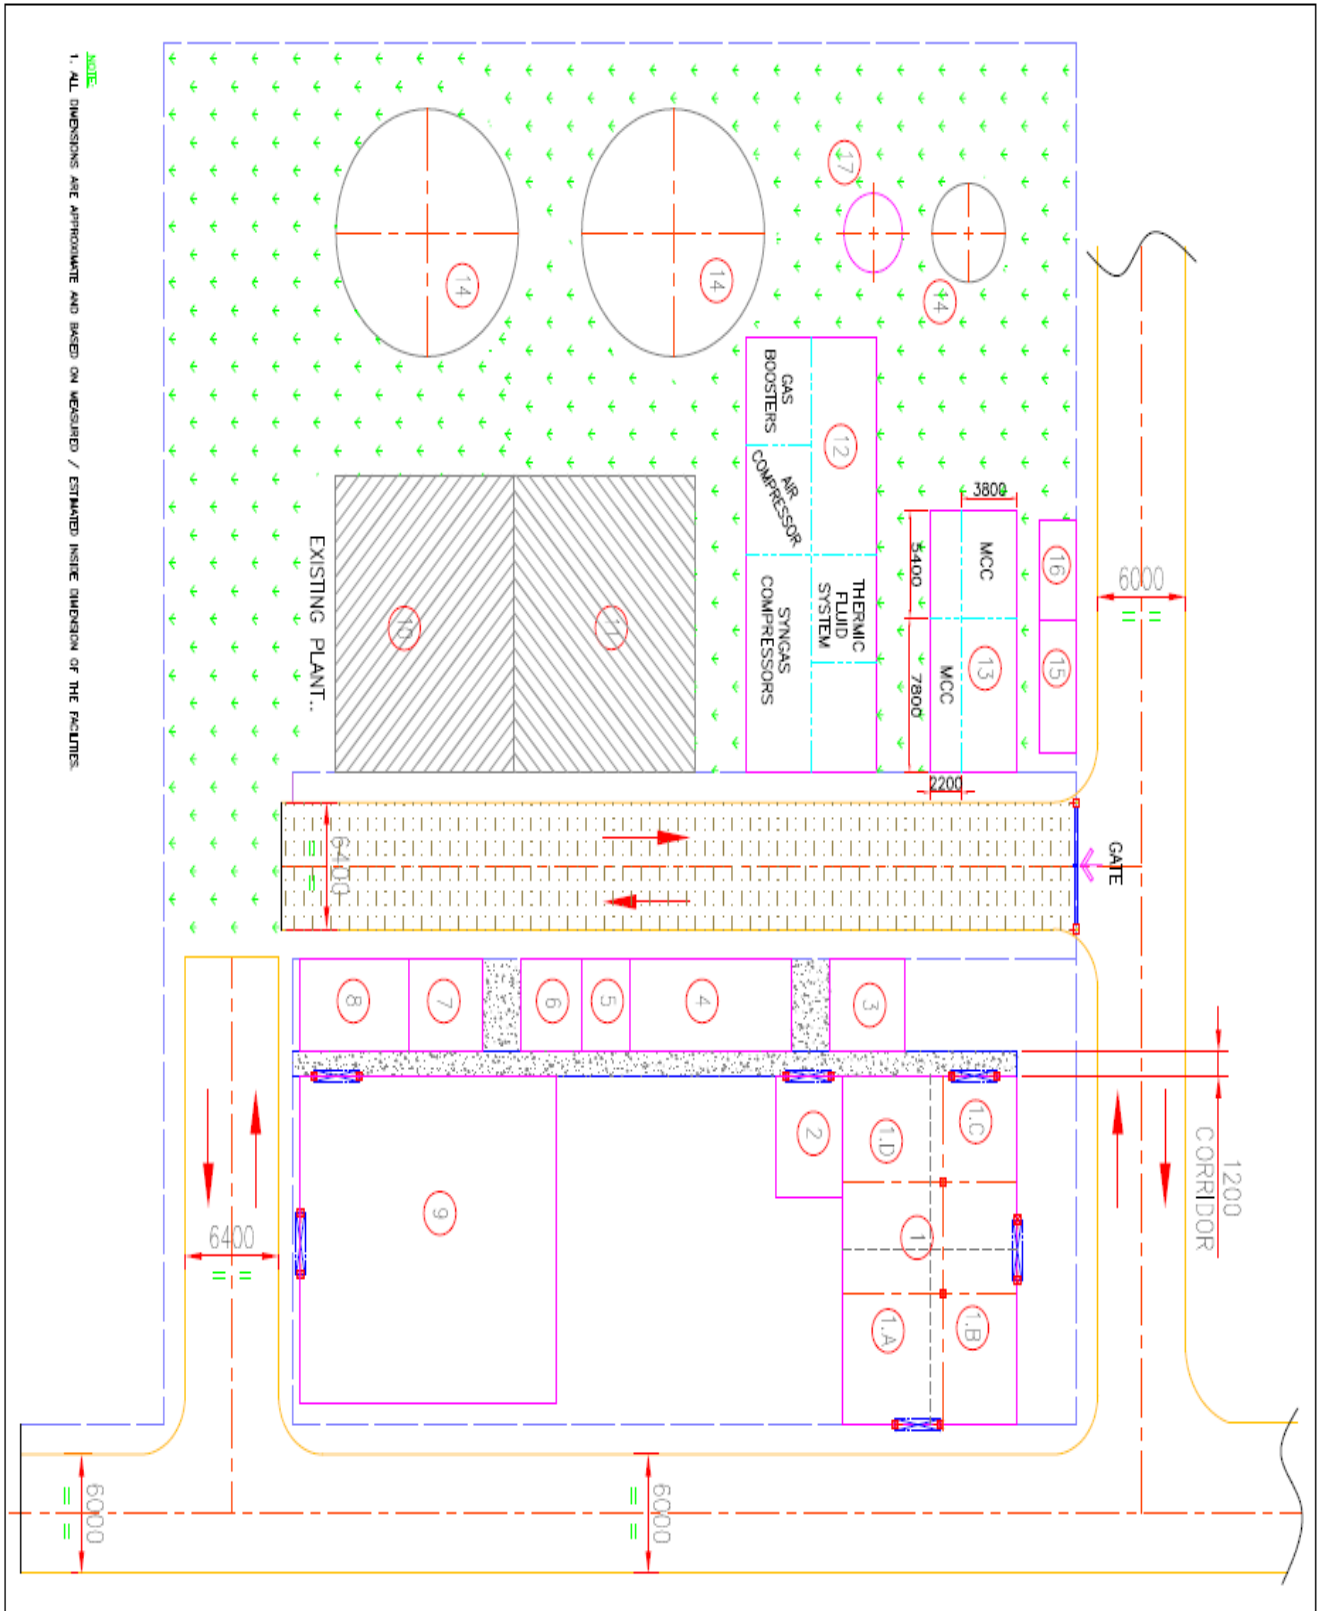 NOTE:
1. ALL DIMENSIONS ARE APPROXIMATE AND BASED ON MEASURED / ESTIMATED INSIDE DIMENSION OF THE FACILITIES.
14
14
17
14
GAS
BOOSTERS
12
AIR
COMPRESSOR
THERMIC
FLUID
SYSTEM
SYNGAS
COMPRESSORS
3800
MCC
5400
13
MCC
7800
2200
16
15
6000
= =
10
11
EXISTING PLANT..
6400
= =
GATE
8
7
6
5
4
3
1200
CORRIDOR
2
1.D
1.C
1
1.A
1.B
9
6400
= =
6000
= =
6000
= =